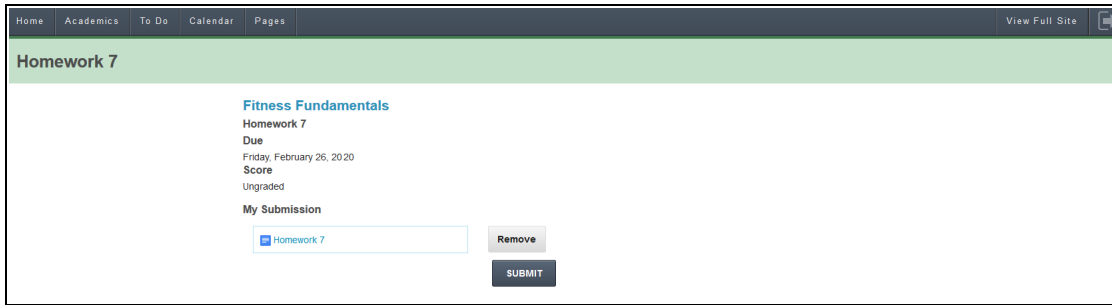 Home Academics To Do Calendar Pages View Full Site
Homework 7
Fitness Fundamentals
Homework 7
Due
Friday, February 26, 2020
Score
Ungraded
My Submission
Homework 7 Remove
SUBMIT